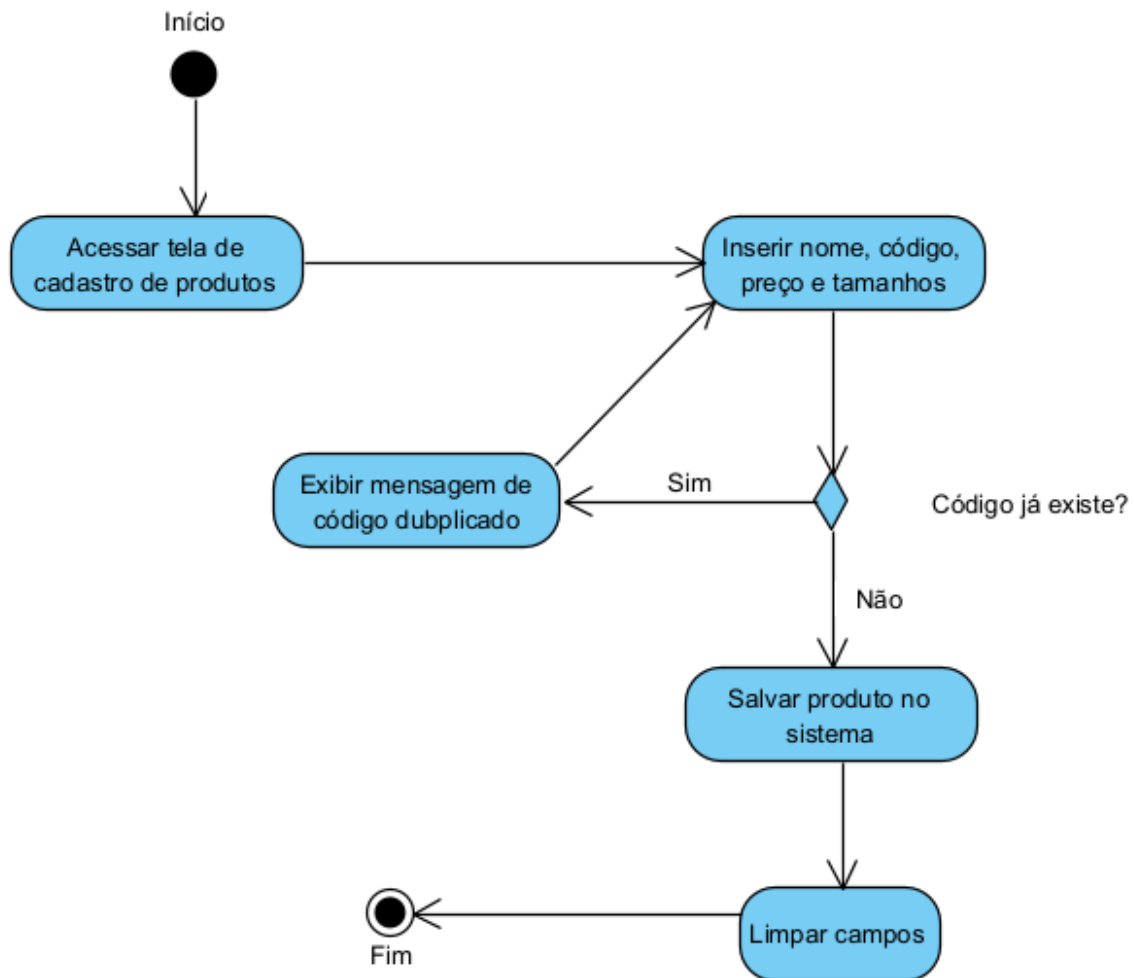 Início
Acessar tela de
cadastro de produtos
Inserir nome, código,
preço e tamanhos
Exibir mensagem de
código dubplicado
Sim
Código já existe?
Não
Salvar produto no
sistema
Limpar campos
Fim